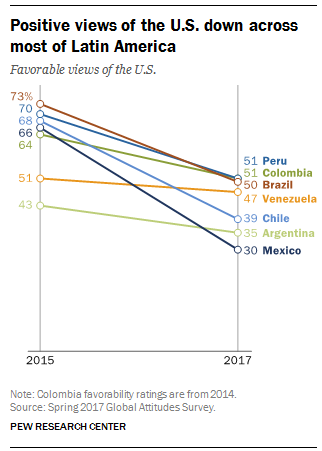 Positive views of the U.S. down across
most of Latin America
Favorable views of the U.S.
73%
70
68
66
64
51
43
51 Peru
51 Colombia
50 Brazil
47 Venezuela
39 Chile
35 Argentina
30 Mexico
2015 2017
Note: Colombia favorability ratings are from 2014.
Source: Spring 2017 Global Attitudes Survey.
PEW RESEARCH CENTER